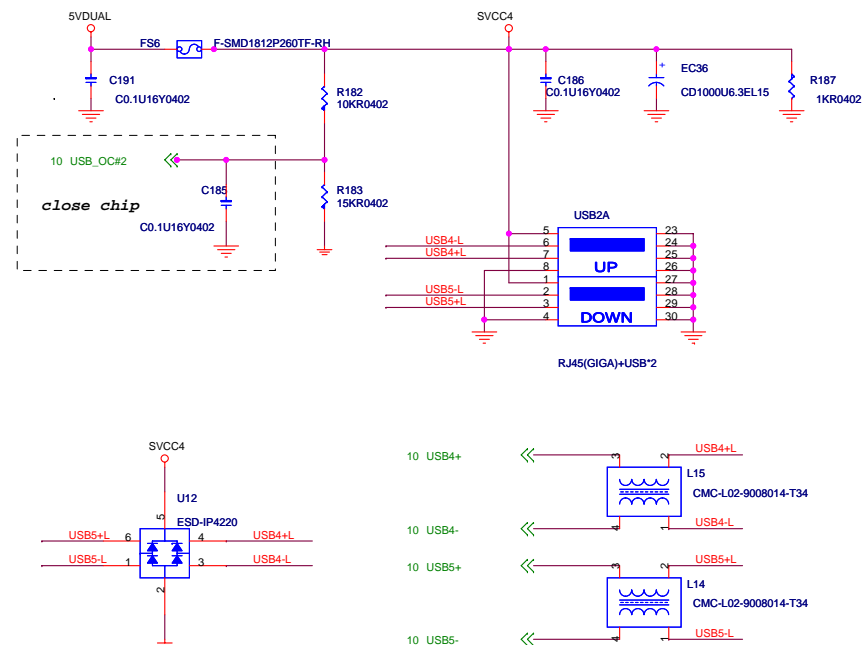 5VDUAL
SVCC4
FS6 F-SMD1812P260TF-RH
C191
C0.1U16Y0402
R182
10KR0402
C186
C0.1U16Y0402
+ EC36
CD1000U6.3EL15
R187
1KR0402
10 USB_OC#2
close chip
C185
C0.1U16Y0402
R183
15KR0402
USB2A
USB4-L
USB4+L
USB5-L
USB5+L
5 23
6 24
7 25
8 26
UP
1 27
2 28
3 29
4 30
DOWN
RJ45(GIGA)+USB*2
SVCC4
U12
ESD-IP4220
5
USB5+L 6 4 USB4+L
USB5-L 1 3 USB4-L
2
10 USB4+ 3 2 USB4+L
L15
CMC-L02-9008014-T34
10 USB4- 4 1 USB4-L
10 USB5+ 3 2 USB5+L
L14
CMC-L02-9008014-T34
10 USB5- 4 1 USB5-L